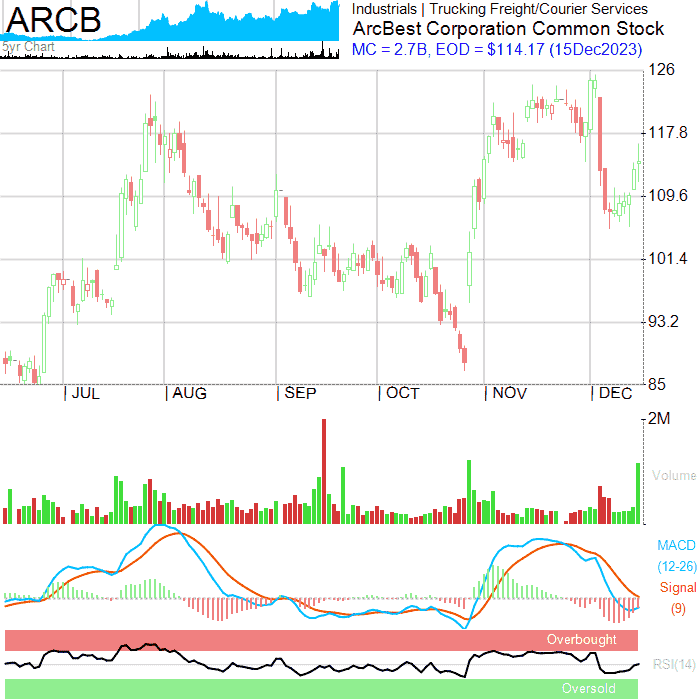 ARCB
5yr Chart
Industrials | Trucking Freight/Courier Services
ArcBest Corporation Common Stock
MC = 2.7B, EOD = $114.17 (15Dec2023)
126
117.8
109.6
101.4
93.2
85
| JUL | AUG | SEP | OCT | NOV | DEC
2M
Volume
MACD
(12-26)
Signal
(9)
Overbought
RSI(14)
Oversold